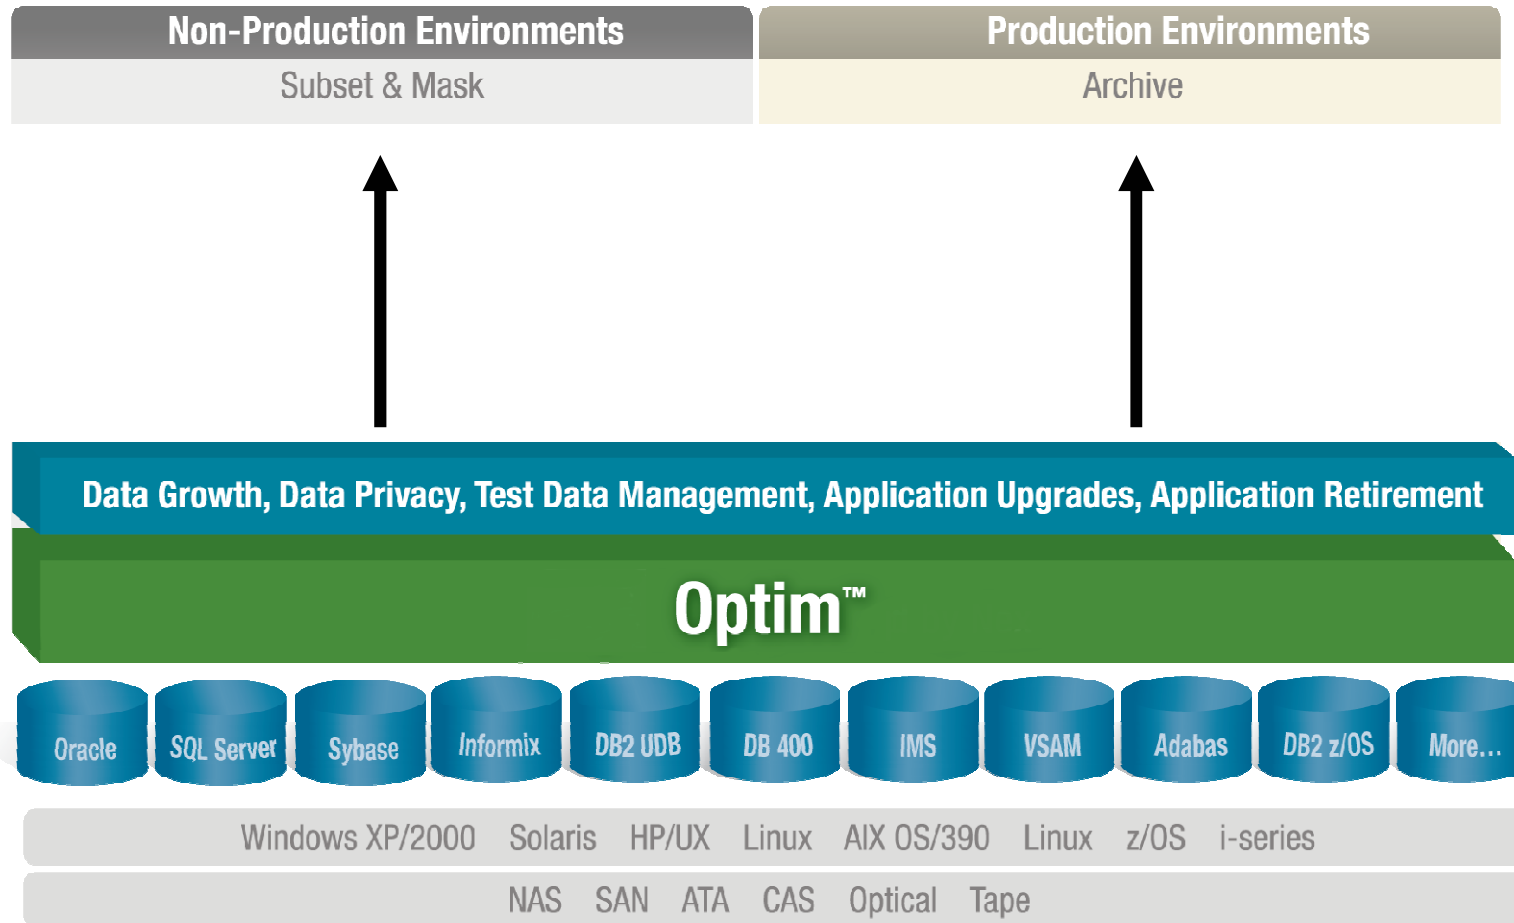 Non-Production Environments
Production Environments
Subset & Mask
Archive
Data Growth, Data Privacy, Test Data Management, Application Upgrades, Application Retirement
Optim™
Oracle
SQL Server
Sybase
Informix
DB2 UDB
DB 400
IMS
VSAM
Adabas
DB2 z/OS
More...
Windows XP/2000 Solaris HP/UX Linux AIX OS/390 Linux z/OS i-series
NAS SAN ATA CAS Optical Tape